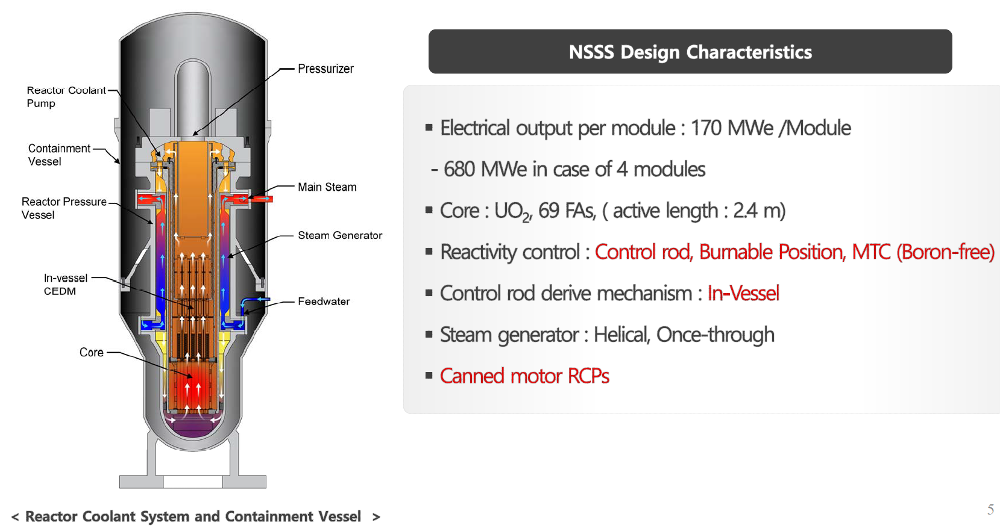 Pressurizer
Reactor Coolant
Pump
Containment
Vessel
Main Steam
Reactor Pressure
Vessel
Steam Generator
In-vessel
CEDM
Feedwater
Core
< Reactor Coolant System and Containment Vessel >
NSSS Design Characteristics
▪ Electrical output per module : 170 MWe /Module
- 680 MWe in case of 4 modules
▪ Core : UO₂, 69 FAs, ( active length : 2.4 m)
▪ Reactivity control : Control rod, Burnable Position, MTC (Boron-free)
▪ Control rod derive mechanism : In-Vessel
▪ Steam generator : Helical, Once-through
▪ Canned motor RCPs
5